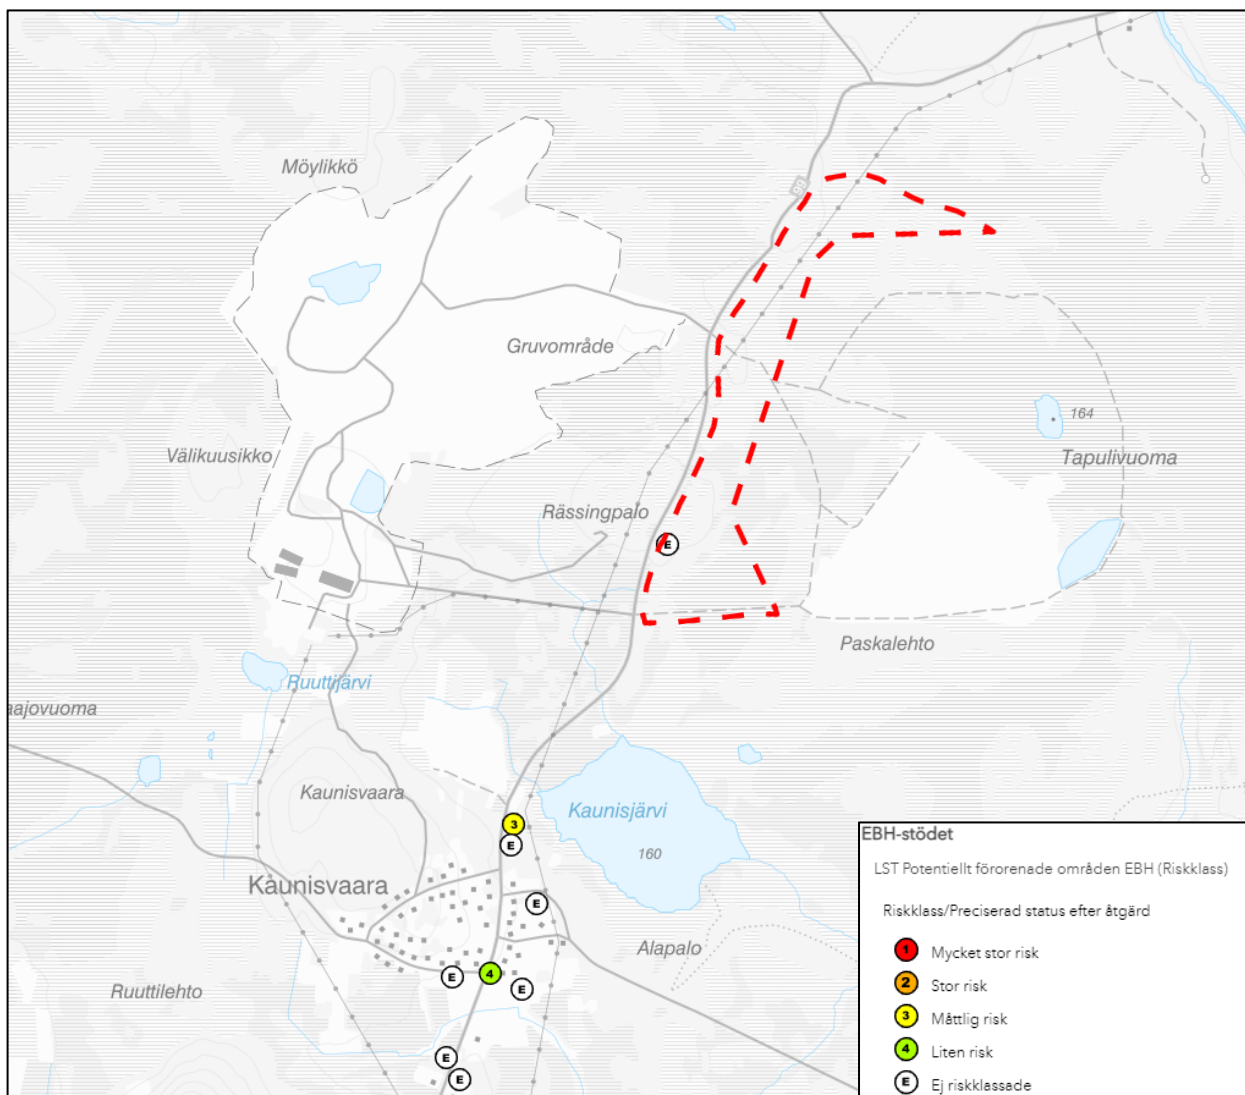 Möylikkö
99
Gruvområde
164
Välikuusikko
Tapulivuoma
Rässingpalo
E
Paskalehto
Ruuttijärvi
aajovuoma
Kaunisvaara
Kaunisjärvi
3
E
160
Kaunisvaara
E
Alapalo
E
4
E
Ruuttilehto
E
E
EBH-stödet
LST Potentiellt förorenade områden EBH (Riskklass)
Riskklass/Preciserad status efter åtgärd
1 Mycket stor risk
2 Stor risk
3 Måttlig risk
4 Liten risk
E Ej riskklassade